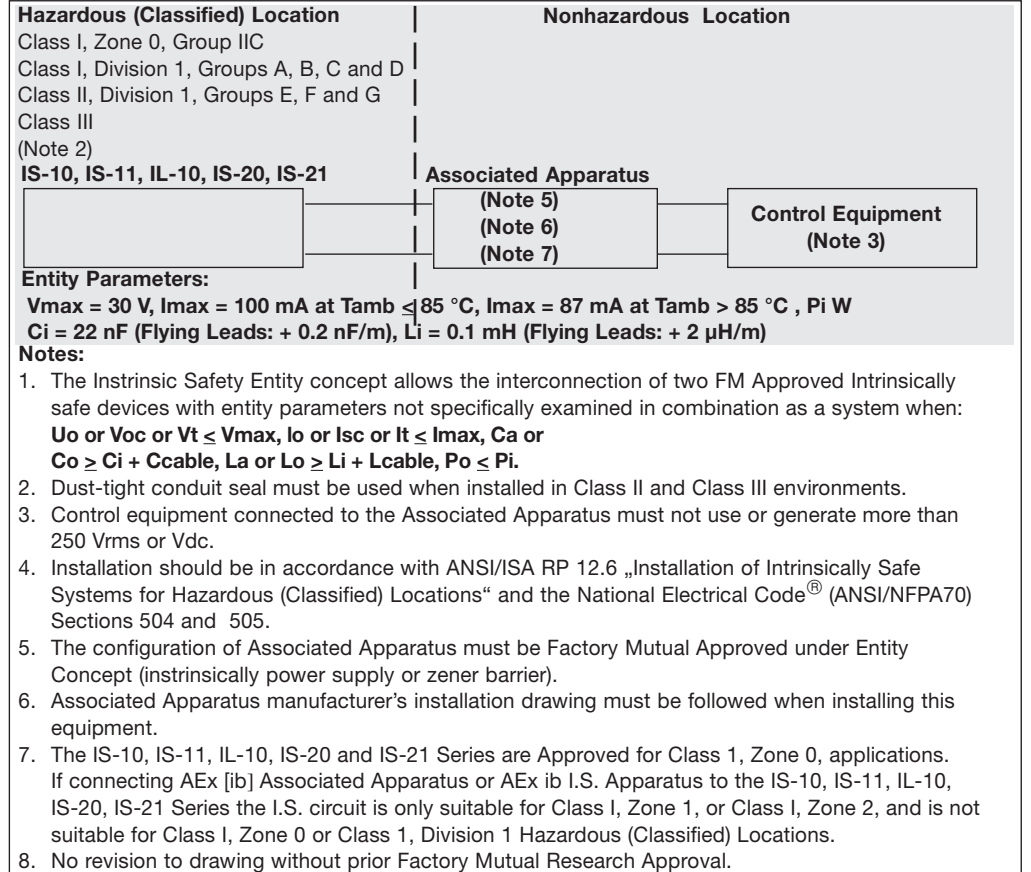 Hazardous (Classified) Location
Nonhazardous Location
Class I, Zone 0, Group IIC
Class I, Division 1, Groups A, B, C and D
Class II, Division 1, Groups E, F and G
Class III
(Note 2)
IS-10, IS-11, IL-10, IS-20, IS-21
Associated Apparatus
(Note 5)
(Note 6)
(Note 7)
Control Equipment
(Note 3)
Entity Parameters:
Vmax = 30 V, Imax = 100 mA at Tamb ≤ 85 °C, Imax = 87 mA at Tamb > 85 °C , Pi W
Ci = 22 nF (Flying Leads: + 0.2 nF/m), Li = 0.1 mH (Flying Leads: + 2 µH/m)
Notes:
1. The Instrinsic Safety Entity concept allows the interconnection of two FM Approved Intrinsically
safe devices with entity parameters not specifically examined in combination as a system when:
Uo or Voc or Vt ≤ Vmax, lo or Isc or It ≤ Imax, Ca or
Co ≥ Ci + Ccable, La or Lo ≥ Li + Lcable, Po ≤ Pi.
2. Dust-tight conduit seal must be used when installed in Class II and Class III environments.
3. Control equipment connected to the Associated Apparatus must not use or generate more than
250 Vrms or Vdc.
4. Installation should be in accordance with ANSI/ISA RP 12.6 „Installation of Intrinsically Safe
Systems for Hazardous (Classified) Locations“ and the National Electrical Code® (ANSI/NFPA70)
Sections 504 and 505.
5. The configuration of Associated Apparatus must be Factory Mutual Approved under Entity
Concept (instrinsically power supply or zener barrier).
6. Associated Apparatus manufacturer's installation drawing must be followed when installing this
equipment.
7. The IS-10, IS-11, IL-10, IS-20 and IS-21 Series are Approved for Class 1, Zone 0, applications.
If connecting AEx [ib] Associated Apparatus or AEx ib I.S. Apparatus to the IS-10, IS-11, IL-10,
IS-20, IS-21 Series the I.S. circuit is only suitable for Class I, Zone 1, or Class I, Zone 2, and is not
suitable for Class I, Zone 0 or Class 1, Division 1 Hazardous (Classified) Locations.
8. No revision to drawing without prior Factory Mutual Research Approval.